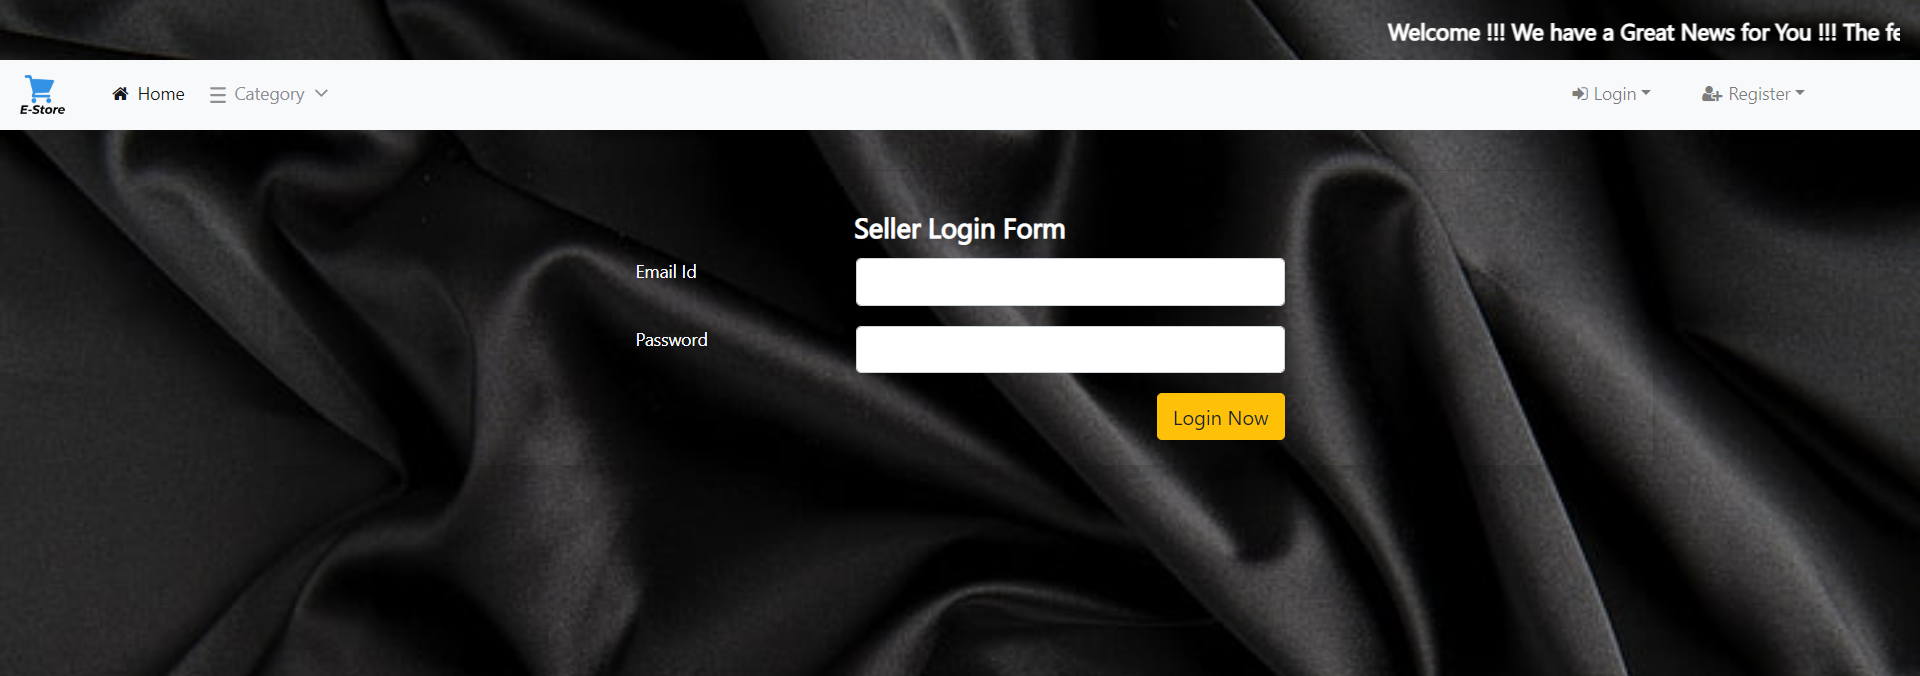 Welcome !!! We have a Great News for You !!! The
E-Store
Home
Category
Login
Register
Seller Login Form
Email Id
Password
Login Now